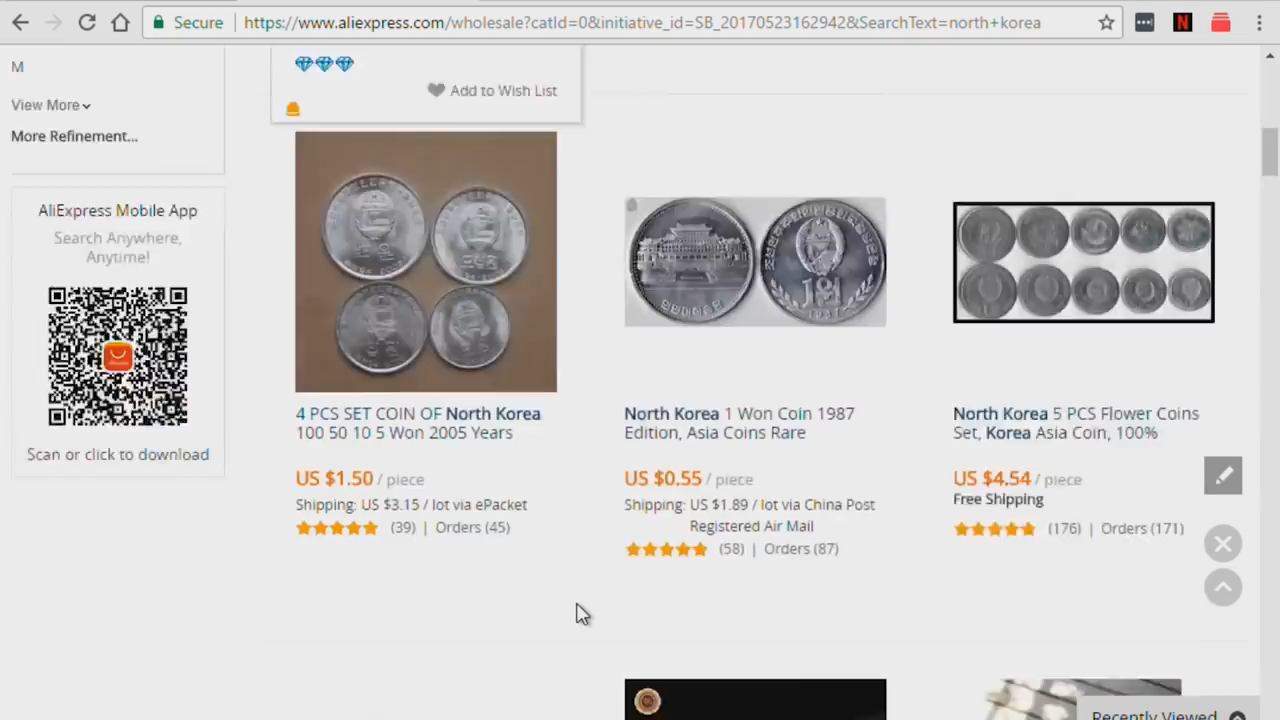 Secure
https://www.aliexpress.com/wholesale?catId=0&initiative_id=SB_20170523162942&SearchText=north+korea
N
M
View More
More Refinement...
Add to Wish List
AliExpress Mobile App
Search Anywhere,
Anytime!
Scan or click to download
4 PCS SET COIN OF North Korea
100 50 10 5 Won 2005 Years
US $1.50 / piece
Shipping: US $3.15 / lot via ePacket
(39) | Orders (45)
1원
1987
North Korea 1 Won Coin 1987
Edition, Asia Coins Rare
US $0.55 / piece
Shipping: US $1.89 / lot via China Post
Registered Air Mail
(58) | Orders (87)
North Korea 5 PCS Flower Coins
Set, Korea Asia Coin, 100%
US $4.54 / piece
Free Shipping
(176) | Orders (171)
Recently Viewed